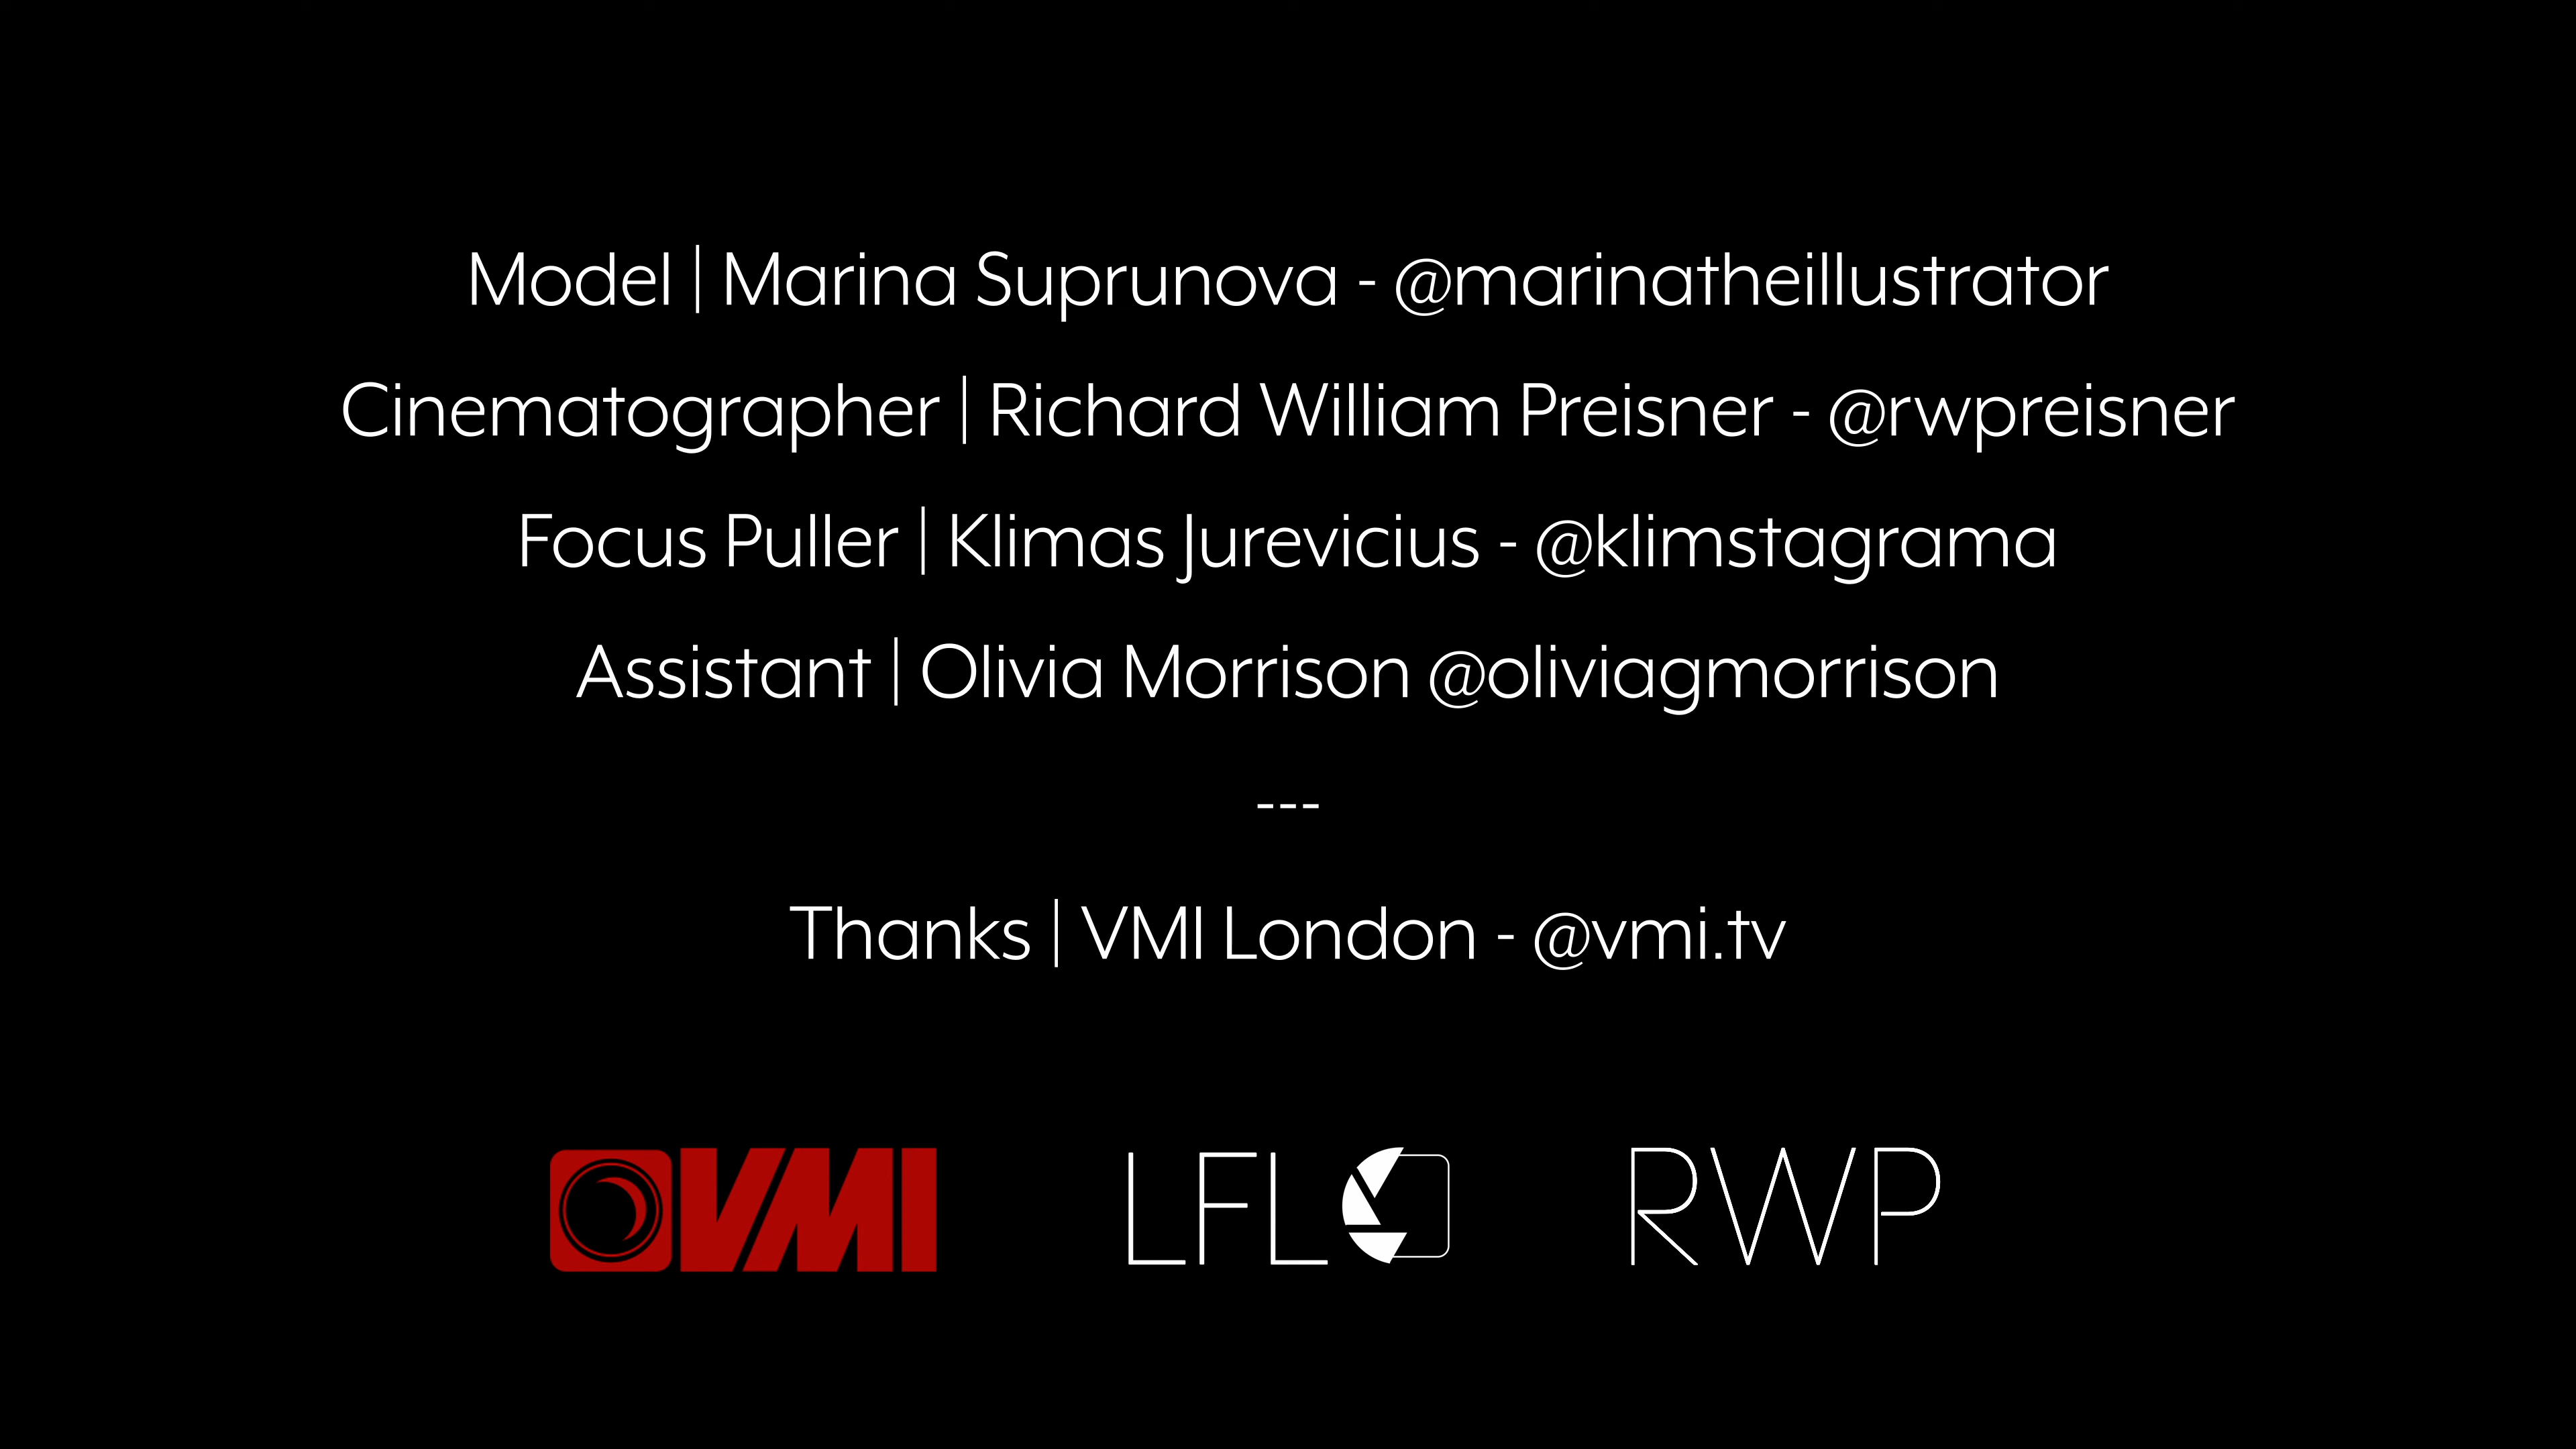 Model | Marina Suprunova - @marinatheillustrator
Cinematographer | Richard William Preisner - @rwpreisner
Focus Puller | Klimas Jurevicius - @klimstagrama
Assistant | Olivia Morrison @oliviagmorrison
---
Thanks | VMI London - @vmi.tv
VMI LFL RWP